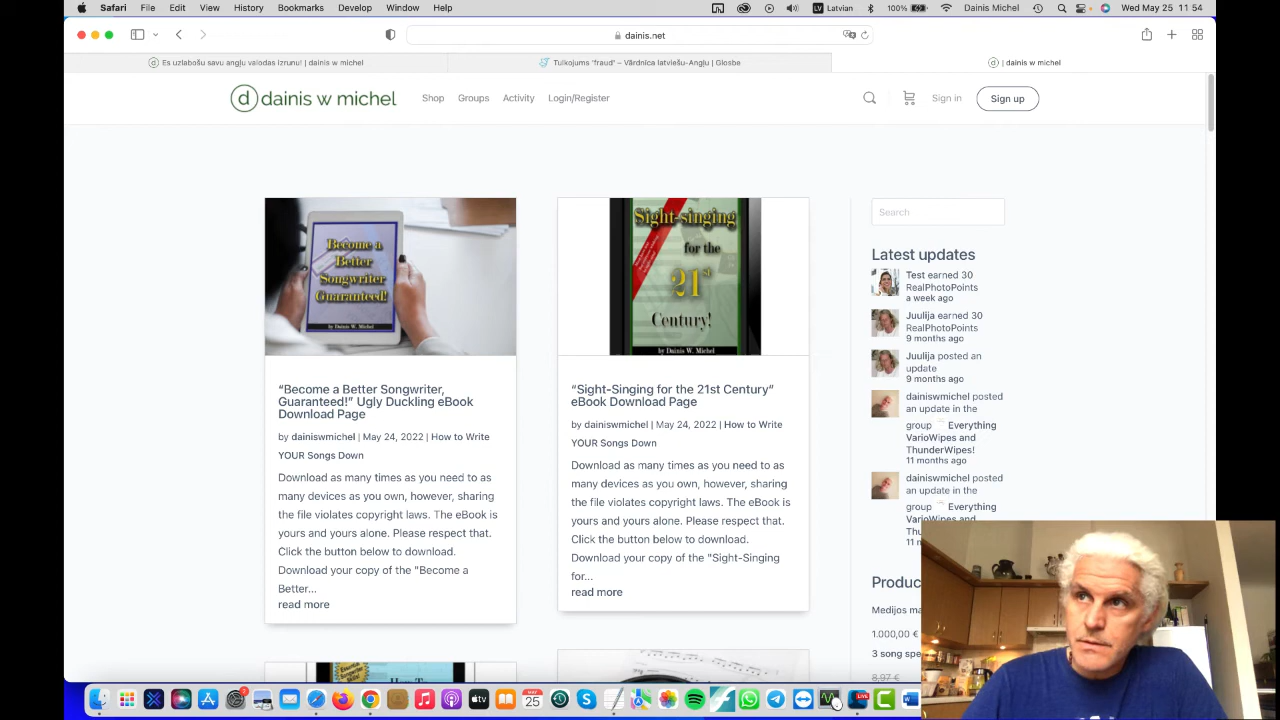 Safari File Edit View History Bookmarks Develop Window Help
LV Latvian 100% Dainis Michel Wed May 25 11 54
dainis.net
Es uzlabošu savu angļu valodas izrunu! | dainis w michel
Tulkojums 'fraud' – Vārdnīca latviešu-Angļu | Glosbe
| dainis w michel
dainis w michel
Shop Groups Activity Login/Register
Sign in Sign up
Become a
Better
Songwriter
Guaranteed!
by Dainis W. Michel
“Become a Better Songwriter,
Guaranteed!” Ugly Duckling eBook
Download Page
by dainiswmichel | May 24, 2022 | How to Write
YOUR Songs Down
Download as many times as you need to as
many devices as you own, however, sharing
the file violates copyright laws. The eBook is
yours and yours alone. Please respect that.
Click the button below to download.
Download your copy of the "Become a
Better...
read more
Sight-singing
for the
21st
Century!
by Dainis W. Michel
“Sight-Singing for the 21st Century”
eBook Download Page
by dainiswmichel | May 24, 2022 | How to Write
YOUR Songs Down
Download as many times as you need to as
many devices as you own, however, sharing
the file violates copyright laws. The eBook is
yours and yours alone. Please respect that.
Click the button below to download.
Download your copy of the "Sight-Singing
for...
read more
Search
Latest updates
Test earned 30
RealPhotoPoints
a week ago
Juulija earned 30
RealPhotoPoints
9 months ago
Juulija posted an
update
9 months ago
dainiswmichel posted
an update in the
group Everything
VarioWipes and
ThunderWipes!
11 months ago
dainiswmichel posted
an update in the
group Everything
VarioWipes and
Produc
Medijos ma
1.000,00 €
3 song spe
8,97 €
25
LIVE